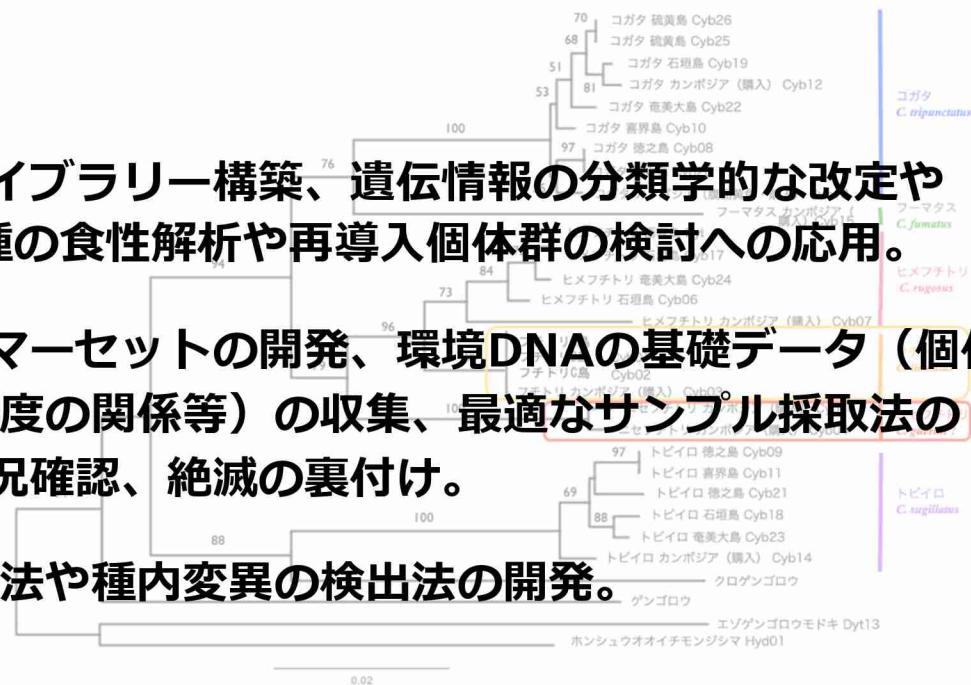 70 コガタ 硫黄島 Cyb26
68 コガタ 硫黄島 Cyb25
51 コガタ 石垣島 Cyb19
53 81 コガタ カンボジア（購入） Cyb12
コガタ
C. tripunctatus
コガタ 奄美大島 Cyb22
100 コガタ 喜界島 Cyb10
97 コガタ 徳之島 Cyb08
76
イブラリー構築、遺伝情報の分類学的な改定や
フーマタス カンボジア
フーマタス
C. fumatus
種の食性解析や再導入個体群の検討への応用。
94
84 ヒメフチトリ 奄美大島 Cyb24
ヒメフチトリ
C. rugosus
73 ヒメフチトリ 石垣島 Cyb06
96 ヒメフチトリ カンボジア（購入） Cyb07
マーセットの開発、環境DNAの基礎データ（個体
フチトリC島 Cyb02
フチトリ カンボジア（購入） Cyb03
度の関係等）の収集、最適なサンプル採取法の
97 トビイロ 徳之島 Cyb09
トビイロ 喜界島 Cyb11
況確認、絶滅の裏付け。
69 トビイロ 徳之島 Cyb21
トビイロ
C. sugillatus
100 88 トビイロ 石垣島 Cyb18
トビイロ 奄美大島 Cyb23
88 トビイロ カンボジア（購入） Cyb14
法や種内変異の検出法の開発。
クロゲンゴロウ
ゲンゴロウ
エゾゲンゴロウモドキ Dyt13
ホンシュウオオイチモンジシマ Hyd01
0.02